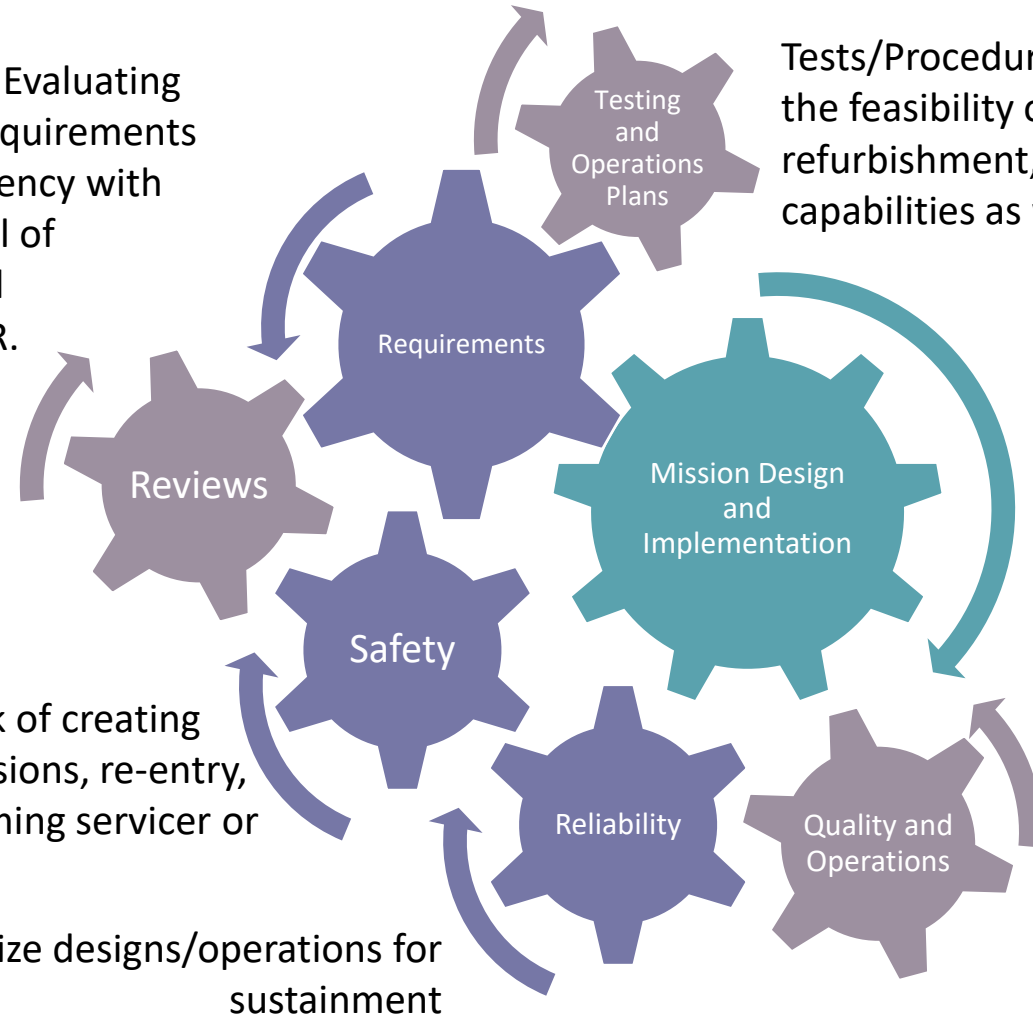 Evaluating
quirements
ency with
l of
R.
Testing
and
Operations
Plans
Tests/Procedur
the feasibility
refurbishment,
capabilities as
Requirements
Reviews
Mission Design
and
Implementation
Safety
k of creating
sions, re-entry,
ning servicer or
Reliability
Quality and
Operations
ize designs/operations for
sustainment